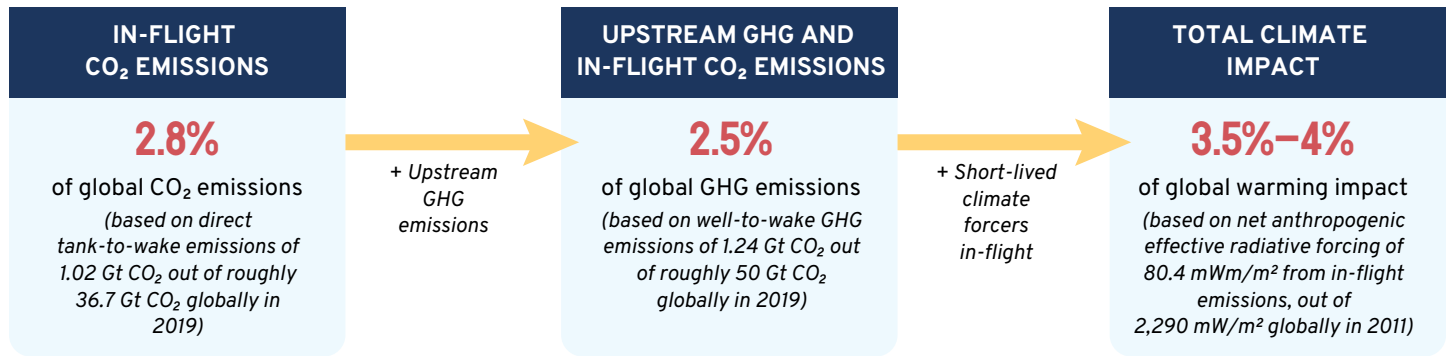 IN-FLIGHT
CO₂ EMISSIONS
2.8%
of global CO₂ emissions
(based on direct
tank-to-wake emissions of
1.02 Gt CO₂ out of roughly
36.7 Gt CO₂ globally in
2019)
+ Upstream
GHG
emissions
UPSTREAM GHG AND
IN-FLIGHT CO₂ EMISSIONS
2.5%
of global GHG emissions
(based on well-to-wake GHG
emissions of 1.24 Gt CO₂ out
of roughly 50 Gt CO₂
globally in 2019)
+ Short-lived
climate
forcers
in-flight
TOTAL CLIMATE
IMPACT
3.5%–4%
of global warming impact
(based on net anthropogenic
effective radiative forcing of
80.4 mWm/m² from in-flight
emissions, out of
2,290 mW/m² globally in 2011)